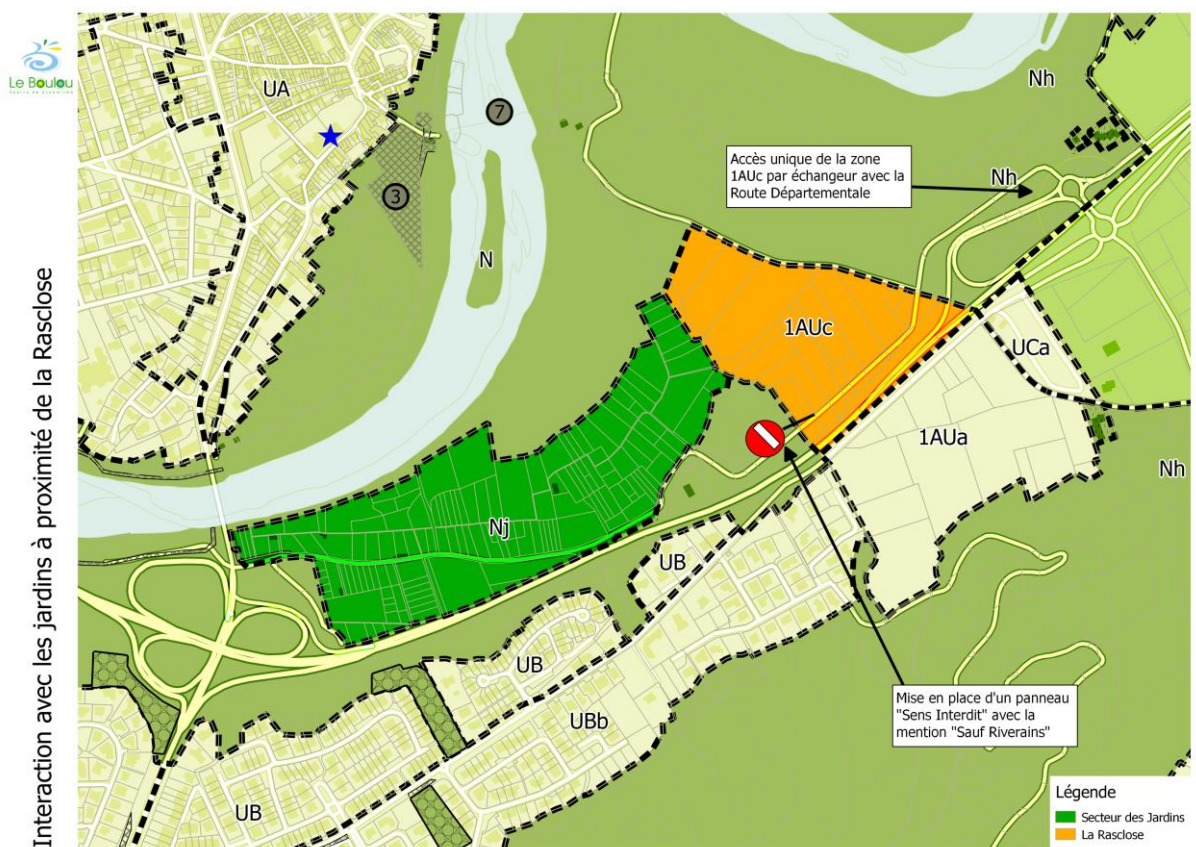 Le Boulou
Interaction avec les jardins à proximité de la Rasclose
UA
7
3
N
Nh
Accès unique de la zone
1AUc par échangeur avec la
Route Départementale
Nh
1AUc
UCa
1AUa
Nh
Nj
UB
UB
UBb
UB
Mise en place d'un panneau
"Sens Interdit" avec la
mention "Sauf Riverains"
Légende
Secteur des Jardins
La Rasclose